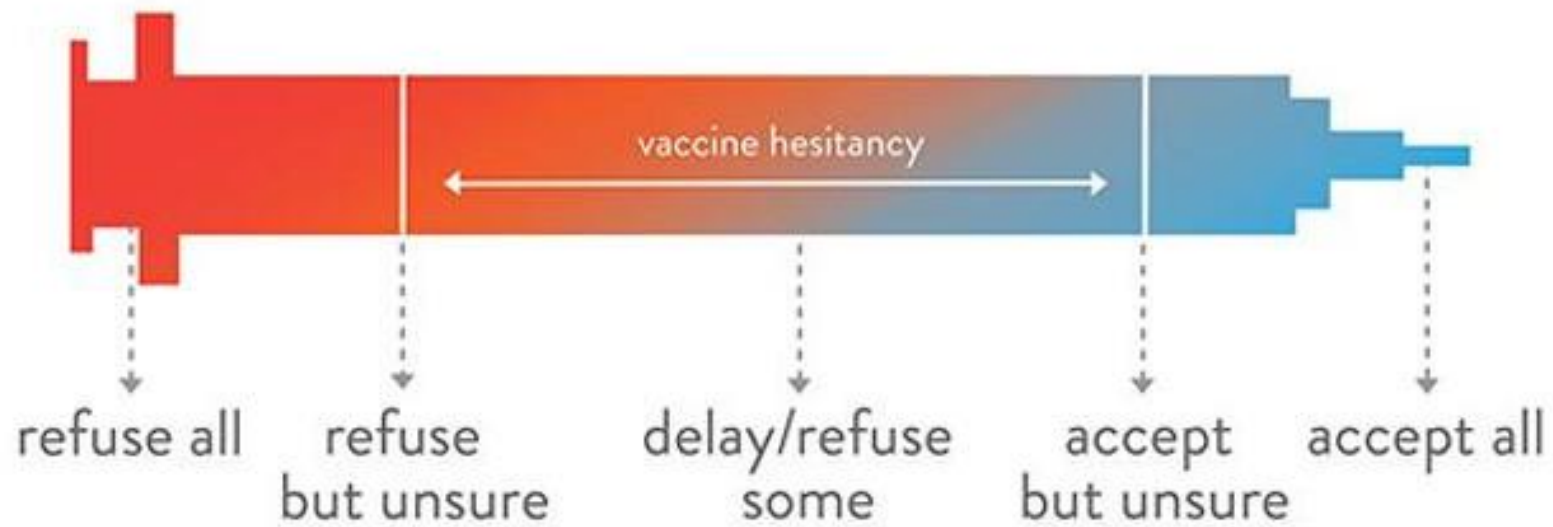 vaccine hesitancy
refuse all
refuse
but unsure
delay/refuse
some
accept
but unsure
accept all